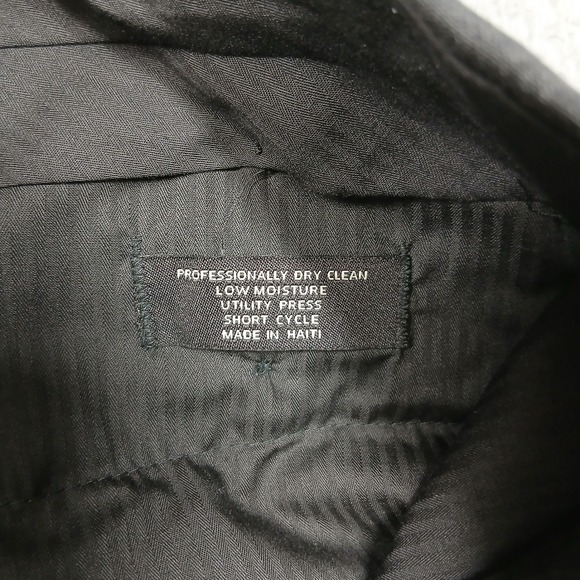 PROFESSIONALLY DRY CLEAN
LOW MOISTURE
UTILITY PRESS
SHORT CYCLE
MADE IN HAITI